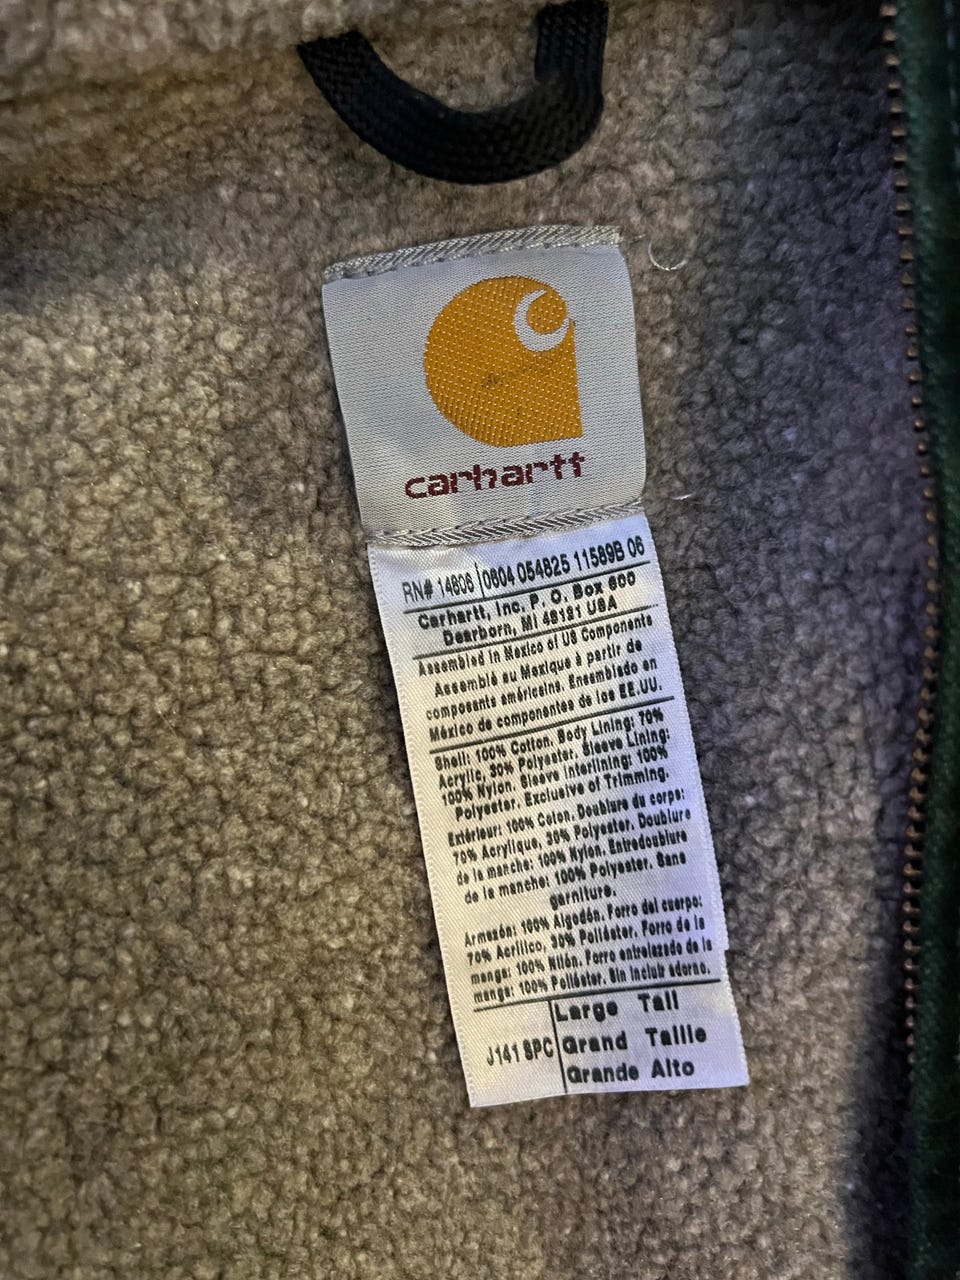 carhartt
RN# 14806 | 0604 054825 11589B 06
Carhartt, Inc. P. O. Box 600
Dearborn, MI 48121 USA
Assembled in Mexico of US Components
Assemblé au Mexique à partir de
composants américains. Ensamblado en
México de componentes de los EE.UU.
Shell: 100% Cotton. Body Lining: 70%
Acrylic, 30% Polyester. Sleeve Lining:
100% Nylon. Sleeve Interlining: 100%
Polyester. Exclusive of Trimming.
Extérieur: 100% Coton. Doublure du corps:
70% Acrylique, 30% Polyester. Doublure
de la manche: 100% Nylon. Entredoublure
de la manche: 100% Polyester. Sans
garniture.
Armazón: 100% Algodón. Forro del cuerpo:
70% Acrílico, 30% Poliéster. Forro de la
manga: 100% Nilón. Forro entrelazado de la
manga: 100% Poliéster. Sin incluir adorno.
J141 SPC
Large Tall
Grand Taille
Grande Alto